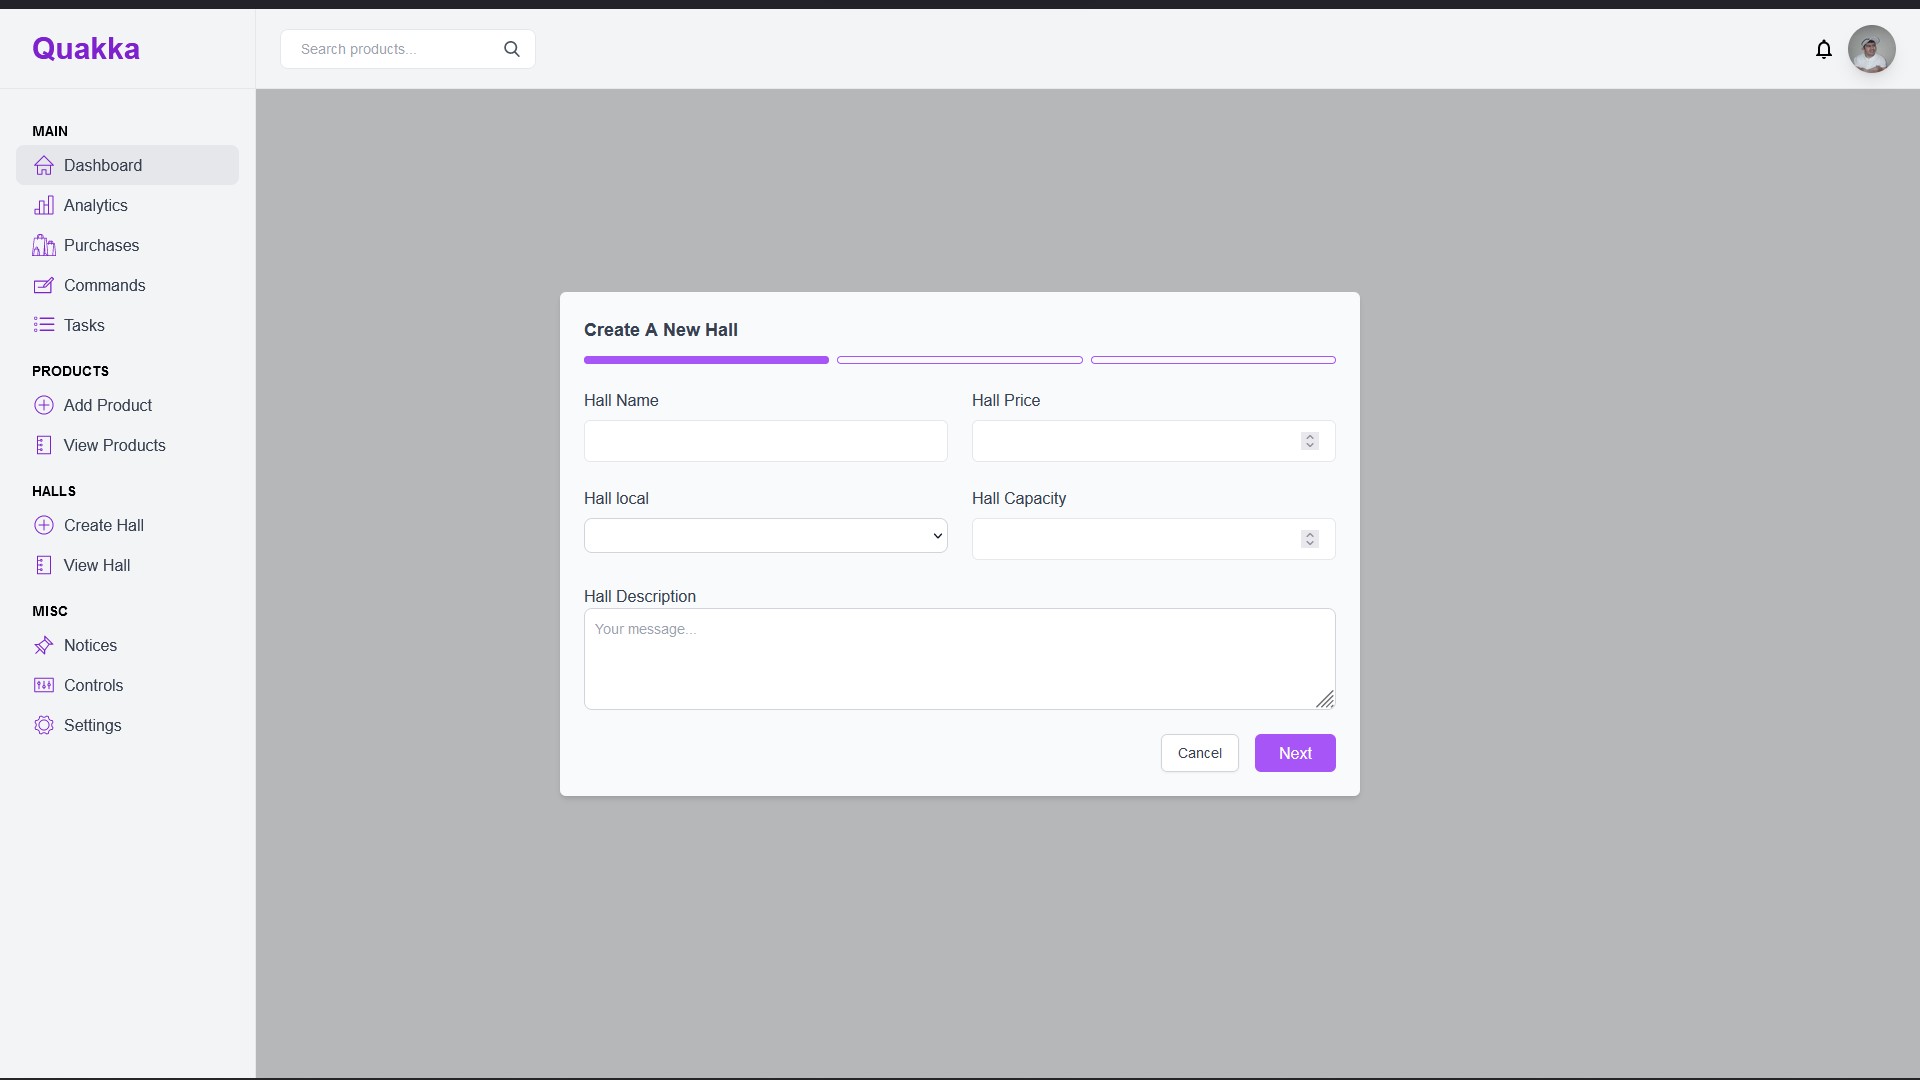 Quakka
Search products...
MAIN
Dashboard
Analytics
Purchases
Commands
Tasks
PRODUCTS
Add Product
View Products
HALLS
Create Hall
View Hall
MISC
Notices
Controls
Settings
Create A New Hall
Hall Name
Hall Price
Hall local
Hall Capacity
Hall Description
Your message...
Cancel
Next